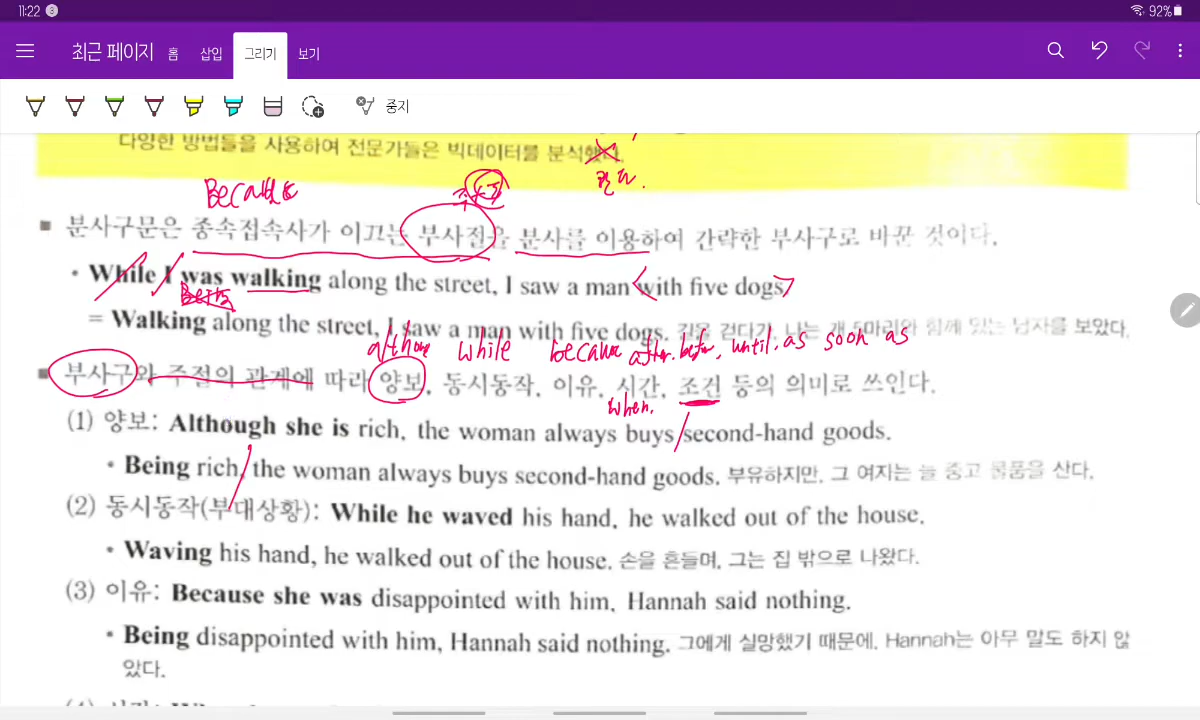 11:22
92%
최근 페이지 홈 삽입 그리기 보기
중지
다양한 방법들을 사용하여 전문가들은 빅데이터를 분석했다.
Because
분사구문은 종속접속사가 이끄는 부사절을 분사를 이용하여 간략한 부사구로 바꾼 것이다.
• While I was walking along the street, I saw a man with five dogs
Being
= Walking along the street, I saw a man with five dogs. 길을 걷다가, 나는 개 5마리와 함께 있는 남자를 보았다.
while because after. before, until. as soon as
부사구와 주절의 관계에 따라 양보, 동시동작, 이유, 시간, 조건 등의 의미로 쓰인다.
when.
(1) 양보: Although she is rich, the woman always buys second-hand goods.
• Being rich, the woman always buys second-hand goods. 부유하지만, 그 여자는 늘 중고 물품을 산다.
(2) 동시동작(부대상황): While he waved his hand, he walked out of the house.
• Waving his hand, he walked out of the house. 손을 흔들며, 그는 집 밖으로 나왔다.
(3) 이유: Because she was disappointed with him, Hannah said nothing.
• Being disappointed with him, Hannah said nothing. 그에게 실망했기 때문에, Hannah는 아무 말도 하지 않
았다.